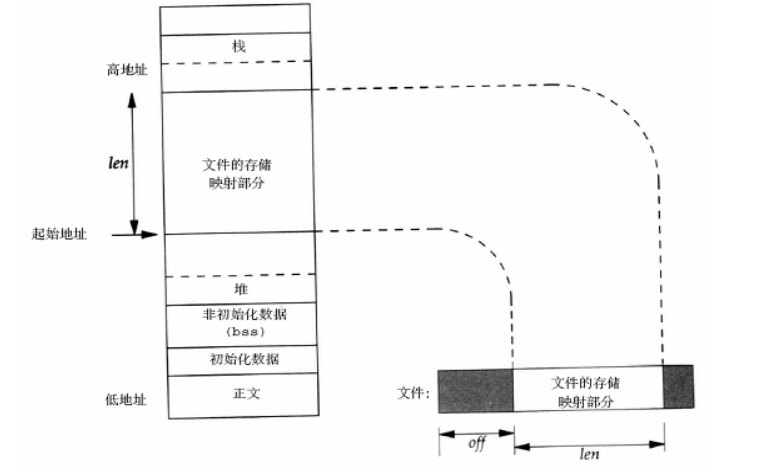 栈
高地址
len
文件的存储
映射部分
起始地址
堆
非初始化数据
(bss)
初始化数据
正文
低地址
文件:
文件的存储
映射部分
off
len